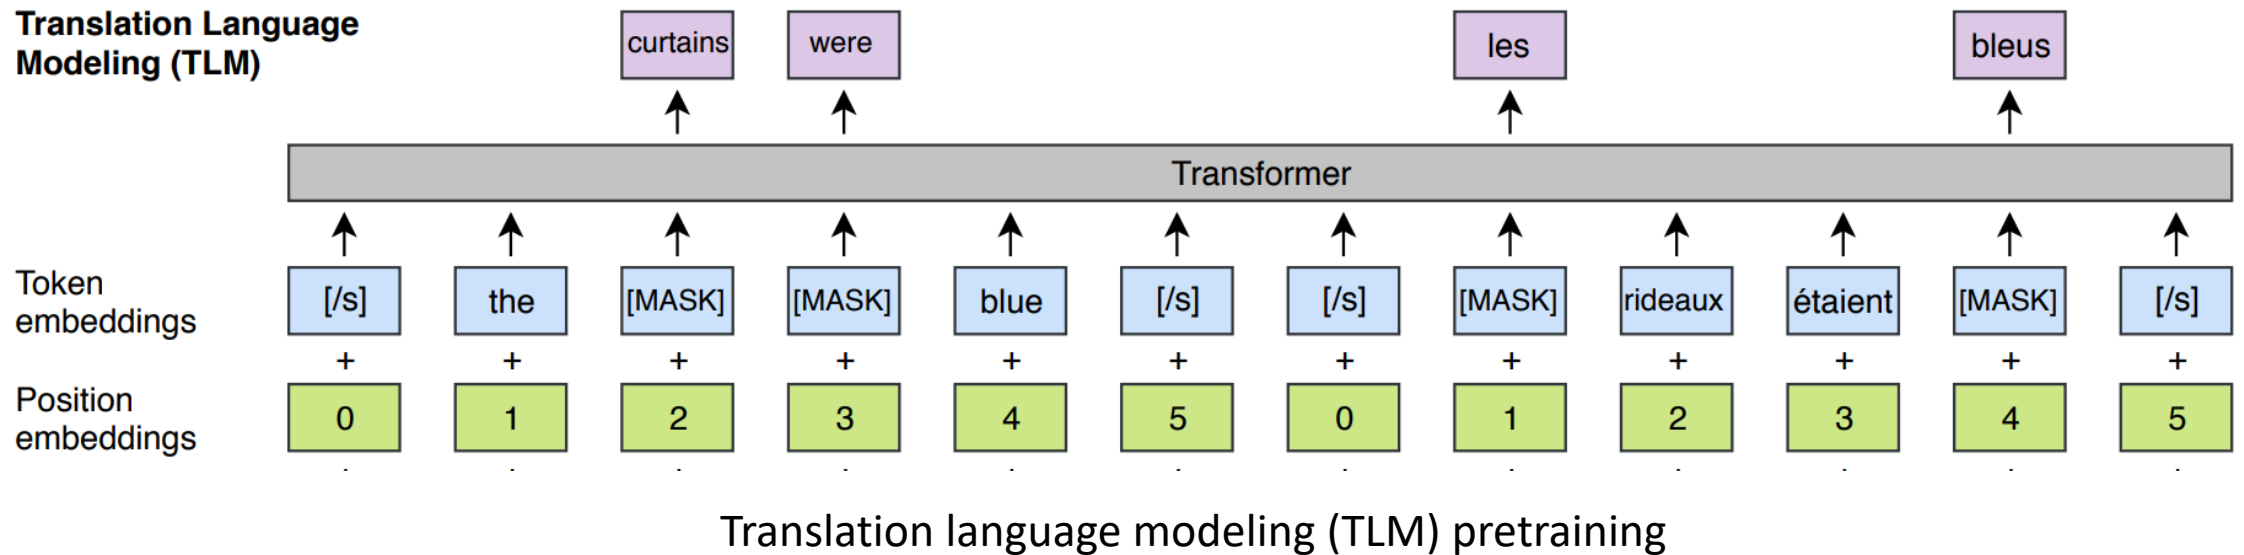 Translation Language
Modeling (TLM)
curtains were les bleus
Transformer
Token
embeddings
[/s] the [MASK] [MASK] blue [/s] [/s] [MASK] rideaux étaient [MASK] [/s]
+ + + + + + + + + + + +
Position
embeddings
0 1 2 3 4 5 0 1 2 3 4 5
Translation language modeling (TLM) pretraining